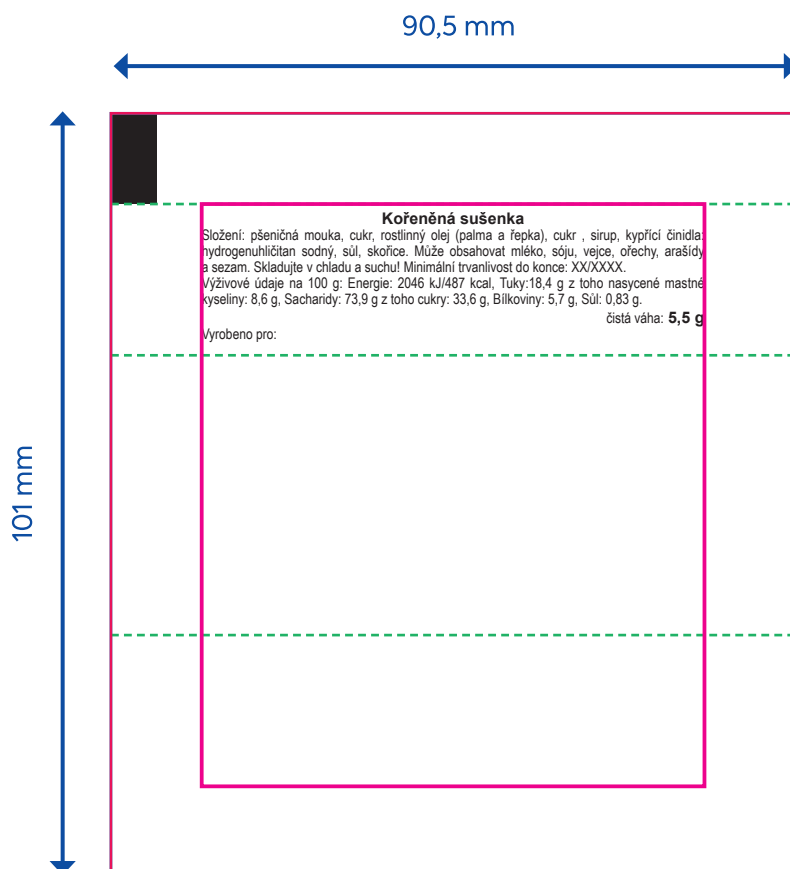 90,5 mm
101 mm
Kořeněná sušenka
Složení: pšeničná mouka, cukr, rostlinný olej (palma a řepka), cukr , sirup, kypřící činidla:
hydrogenuhličitan sodný, sůl, skořice. Může obsahovat mléko, sóju, vejce, ořechy, arašídy
a sezam. Skladujte v chladu a suchu! Minimální trvanlivost do konce: XX/XXXX.
Výživové údaje na 100 g: Energie: 2046 kJ/487 kcal, Tuky:18,4 g z toho nasycené mastné
kyseliny: 8,6 g, Sacharidy: 73,9 g z toho cukry: 33,6 g, Bílkoviny: 5,7 g, Sůl: 0,83 g.
čistá váha: 5,5 g
Vyrobeno pro: